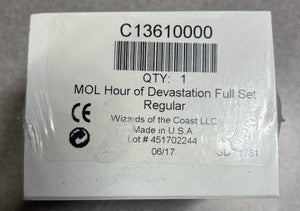 C13610000
QTY: 1
MOL Hour of Devastation Full Set
Regular
Wizards of the Coast LLC
Made in U.S.A
Lot # 451702244
06/17